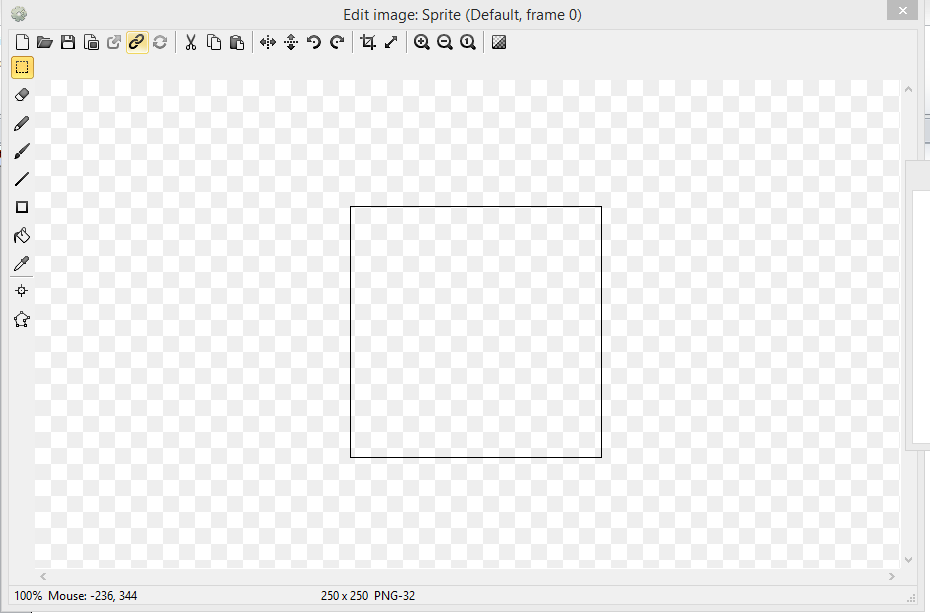 Edit image: Sprite (Default, frame 0)
100% Mouse: -236, 344 250 x 250 PNG-32